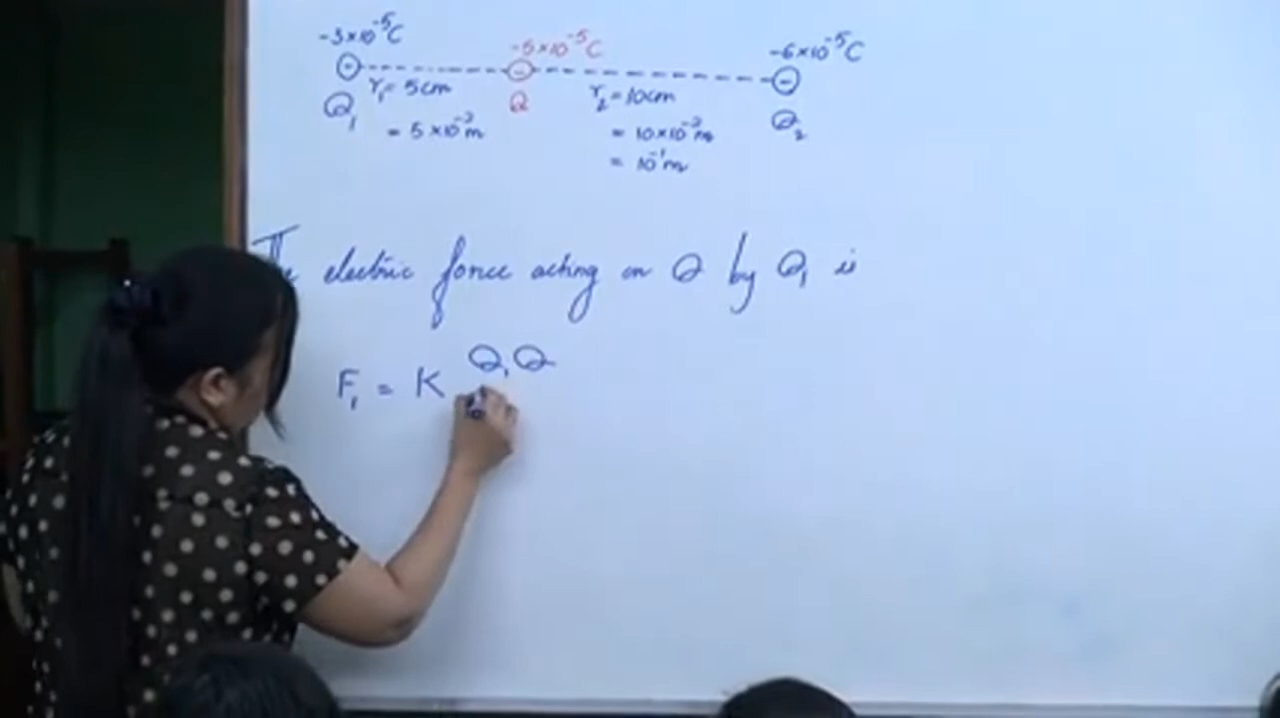 -3×10⁻⁵C -5×10⁻⁵C -6×10⁻⁵C
r₁ = 5cm r₂ = 10cm
Q₁ Q Q₂
= 5×10⁻²m = 10×10⁻²m
= 10⁻¹m
The electric force acting on Q by Q₁ is
F₁ = K Q₁Q